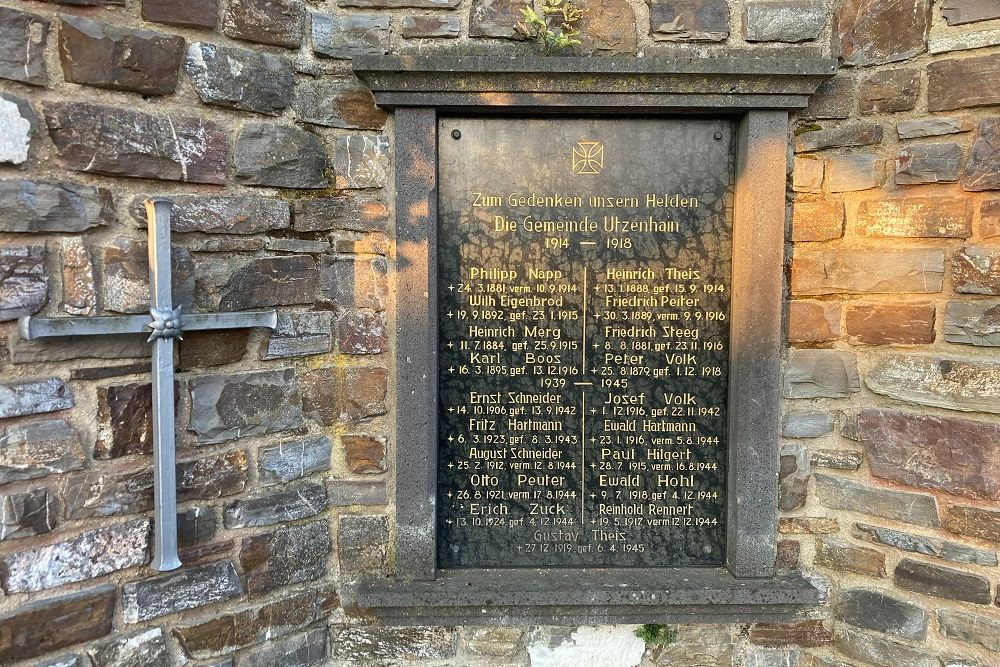 Zum Gedenken unsern Helden
Die Gemeinde Utzenhain
1914 — 1918
Philipp Napp
+ 24. 3.1881, verm. 10. 9.1914
Wilh Eigenbrod
+ 19. 9.1892, gef. 3.1.1915
Heinrich Merg
+ 11. 7.1884, gef. 25.9.1915
Karl Boos
+ 16. 3.1895, gef. 13.12.1916
Heinrich Theis
+ 13. 1.1888, gef. 15.9. 1914
Friedrich Peiter
+ 30. 3.1889, verm. 9. 9.1916
Friedrich Steeg
+ 8. 8.1881, gef. 23.11.1916
Peter Volk
+ 25. 8.1879, gef. 1.12. 1918
1939 — 1945
Ernst Schneider
+ 14. 10.1906, gef. 13. 9.1942
Fritz Hartmann
+ 6. 3.1923, gef. 8. 3.1943
August Schneider
+ 25. 2.1912, verm. 12. 8.1944
Otto Peuter
+ 26. 8.1921, verm. 17. 8.1944
Erich Zuck
+ 13. 10.1924, gef. 4. 12.1944
Josef Volk
+ 1. 12.1916, gef. 22. 11.1942
Ewald Hartmann
+ 23. 1.1916, verm. 5. 8.1944
Paul Hilgert
+ 28. 7.1915, verm. 16. 8.1944
Ewald Hohl
+ 9. 7.1918, gef. 4. 12.1944
Reinhold Rennert
+ 19. 5.1917, verm. 12.1944
Gustav Theis
+ 27. 12.1919, gef. 6. 4.1945